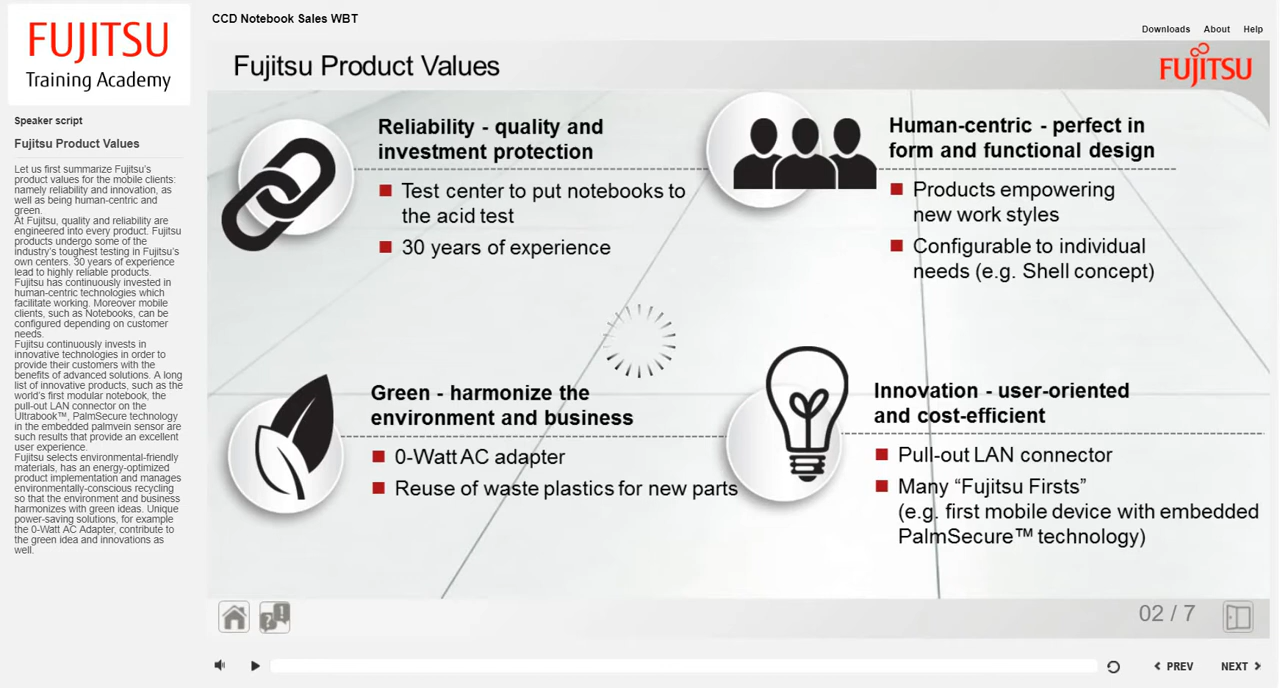 FUJITSU
Training Academy
Speaker script
Fujitsu Product Values
Let us first summarize Fujitsu's
product values for the mobile clients:
namely reliability and innovation, as
well as being human-centric and
green.
At Fujitsu, quality and reliability are
engineered into every product. Fujitsu
products undergo some of the
industry's toughest testing in Fujitsu's
own centers. 30 years of experience
lead to highly reliable products.
Fujitsu has continuously invested in
human-centric technologies which
facilitate working. Moreover mobile
clients, such as Notebooks, can be
configured depending on customer
needs.
Fujitsu continuously invests in
innovative technologies in order to
provide their customers with the
benefits of advanced solutions. A long
list of innovative products, such as the
world's first modular notebook, the
pull-out LAN connector on the
Ultrabook™, PalmSecure technology
in the embedded palmvein sensor are
such results that provide an excellent
user experience.
Fujitsu selects environmental-friendly
materials, has an energy-optimized
product implementation and manages
environmentally-conscious recycling
so that the environment and business
harmonizes with green ideas. Unique
power-saving solutions, for example
the 0-Watt AC Adapter, contribute to
the green idea and innovations as
well.
CCD Notebook Sales WBT
Downloads About Help
Fujitsu Product Values
FUJITSU
Reliability - quality and
investment protection
Test center to put notebooks to
the acid test
30 years of experience
Human-centric - perfect in
form and functional design
Products empowering
new work styles
Configurable to individual
needs (e.g. Shell concept)
Green - harmonize the
environment and business
0-Watt AC adapter
Reuse of waste plastics for new parts
Innovation - user-oriented
and cost-efficient
Pull-out LAN connector
Many “Fujitsu Firsts”
(e.g. first mobile device with embedded
PalmSecure™ technology)
02 / 7
PREV NEXT